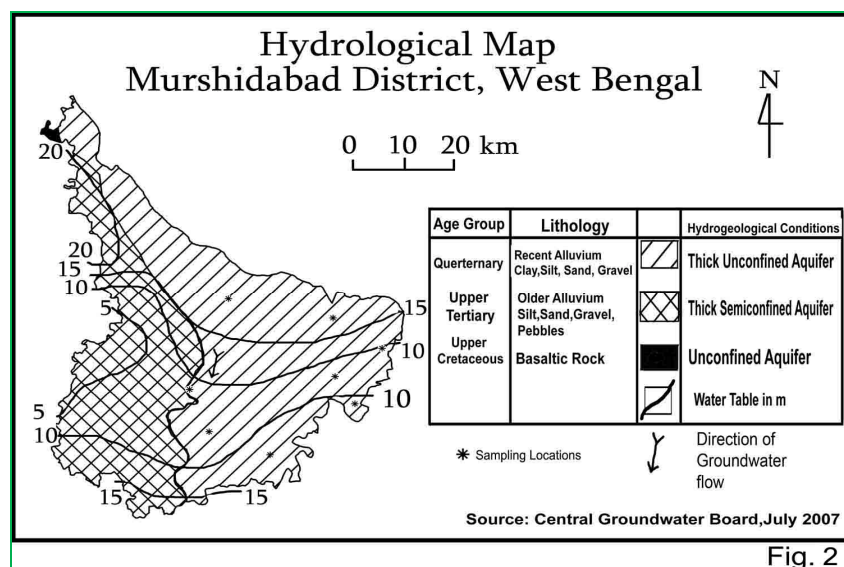 Hydrological Map
Murshidabad District, West Bengal
N
0 10 20 km
20
20
15
10
5
5
10
15
15
15
10
10
Age Group Lithology Hydrogeological Conditions
Querternary Recent Alluvium Clay,Silt, Sand, Gravel Thick Unconfined Aquifer
Upper Tertiary Older Alluvium Silt,Sand,Gravel, Pebbles Thick Semiconfined Aquifer
Upper Cretaceous Basaltic Rock Unconfined Aquifer
Water Table in m
* Sampling Locations
Direction of
Groundwater
flow
Source: Central Groundwater Board,July 2007
Fig. 2